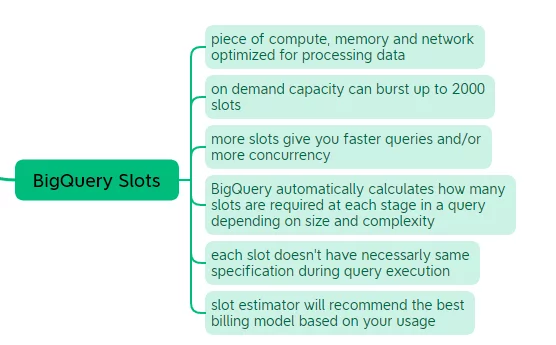 piece of compute, memory and network
optimized for processing data
on demand capacity can burst up to 2000
slots
more slots give you faster queries and/or
more concurrency
BigQuery Slots
BigQuery automatically calculates how many
slots are required at each stage in a query
depending on size and complexity
each slot doesn't have necessarly same
specification during query execution
slot estimator will recommend the best
billing model based on your usage